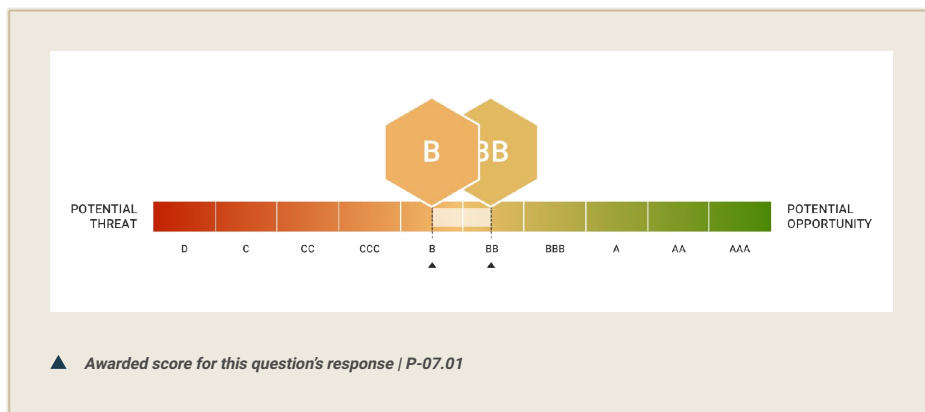 B
BB
POTENTIAL
THREAT
POTENTIAL
OPPORTUNITY
D C CC CCC B BB BBB A AA AAA
Awarded score for this question's response | P-07.01